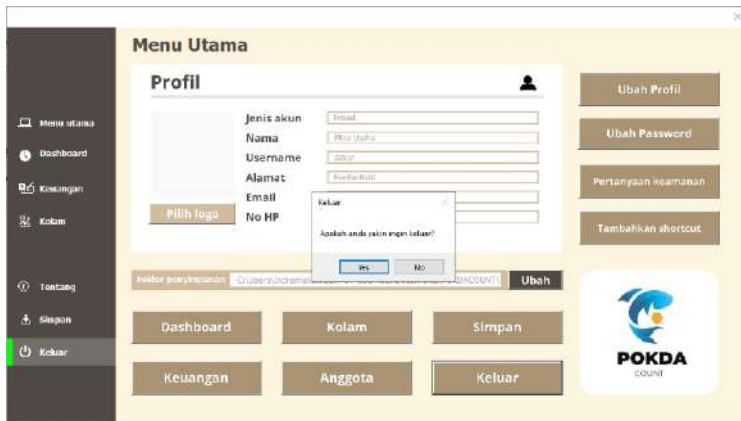 Menu Utama
Profil
Jenis akun
Nama
Username
Alamat
Email
No HP
Pilih logo
Menu utama
Dashboard
Keuangan
Kolam
Tentang
Simpan
Keluar
Keluar
Apakah anda yakin ingin keluar?
Yes
No
Folder penyimpanan
Ubah
Dashboard
Kolam
Simpan
Keuangan
Anggota
Keluar
Ubah Profil
Ubah Password
Pertanyaan keamanan
Tambahkan shortcut
POKDA
COUNT